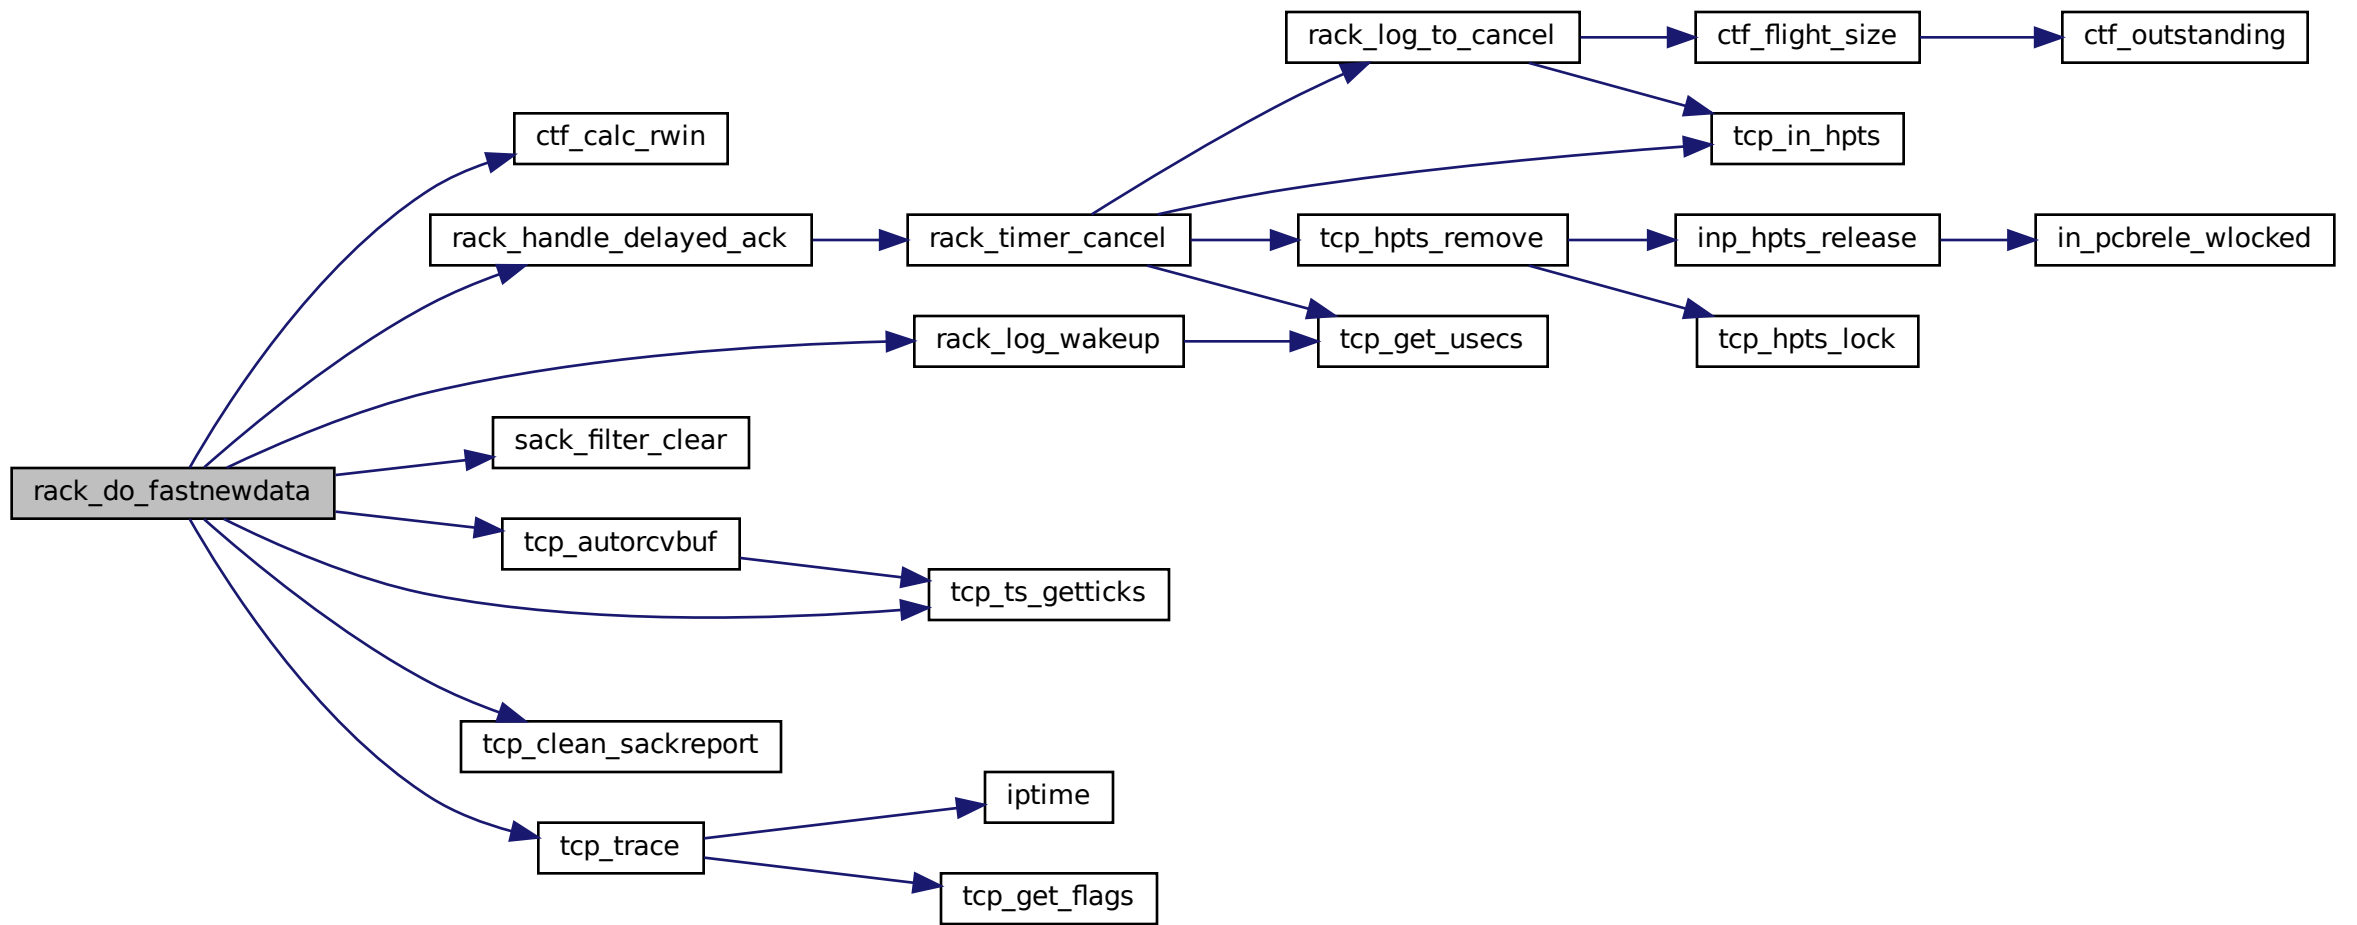 rack_log_to_cancel
ctf_flight_size
ctf_outstanding
ctf_calc_rwin
tcp_in_hpts
rack_handle_delayed_ack
rack_timer_cancel
tcp_hpts_remove
inp_hpts_release
in_pcbrele_wlocked
rack_log_wakeup
tcp_get_usecs
tcp_hpts_lock
sack_filter_clear
rack_do_fastnewdata
tcp_autorcvbuf
tcp_ts_getticks
tcp_clean_sackreport
iptime
tcp_trace
tcp_get_flags